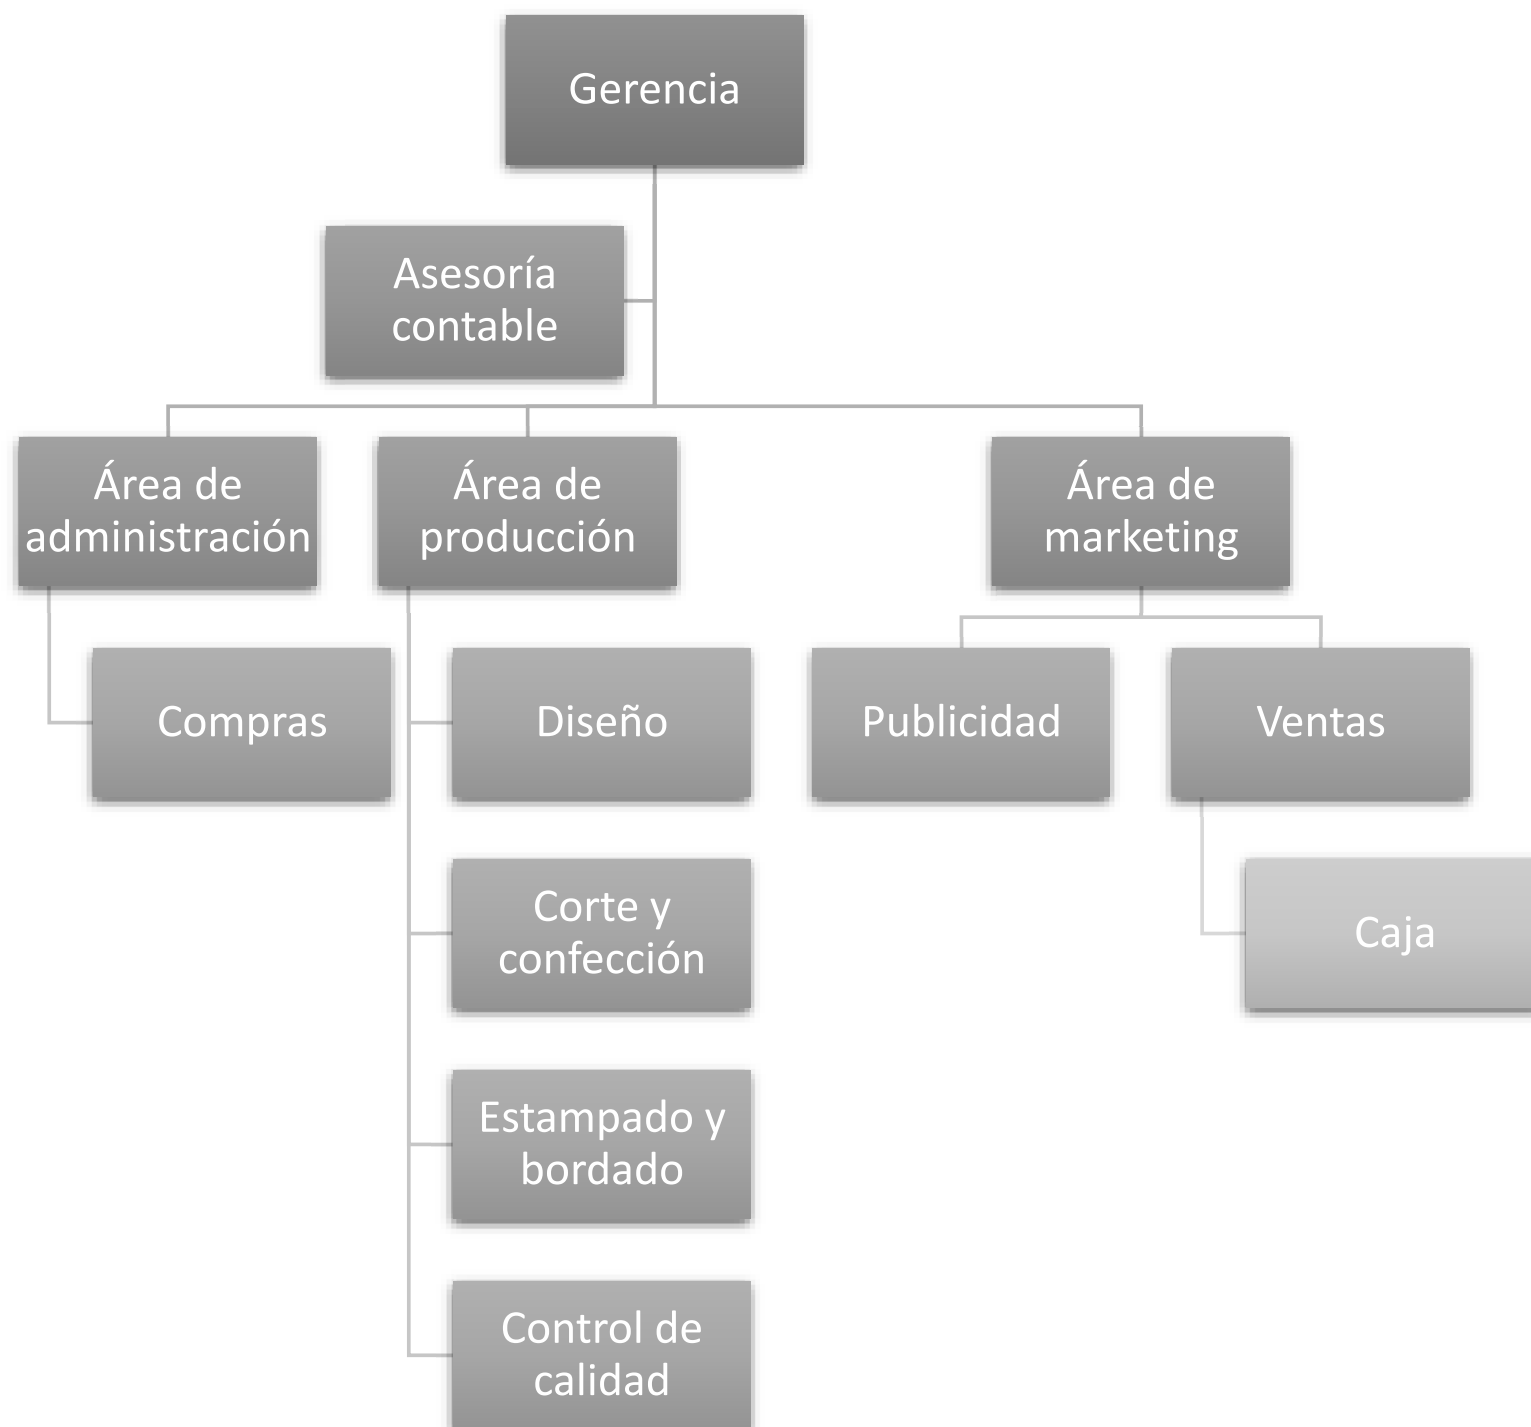 Gerencia
Asesoría
contable
Área de
administración
Área de
producción
Área de
marketing
Compras
Diseño
Publicidad
Ventas
Corte y
confección
Caja
Estampado y
bordado
Control de
calidad